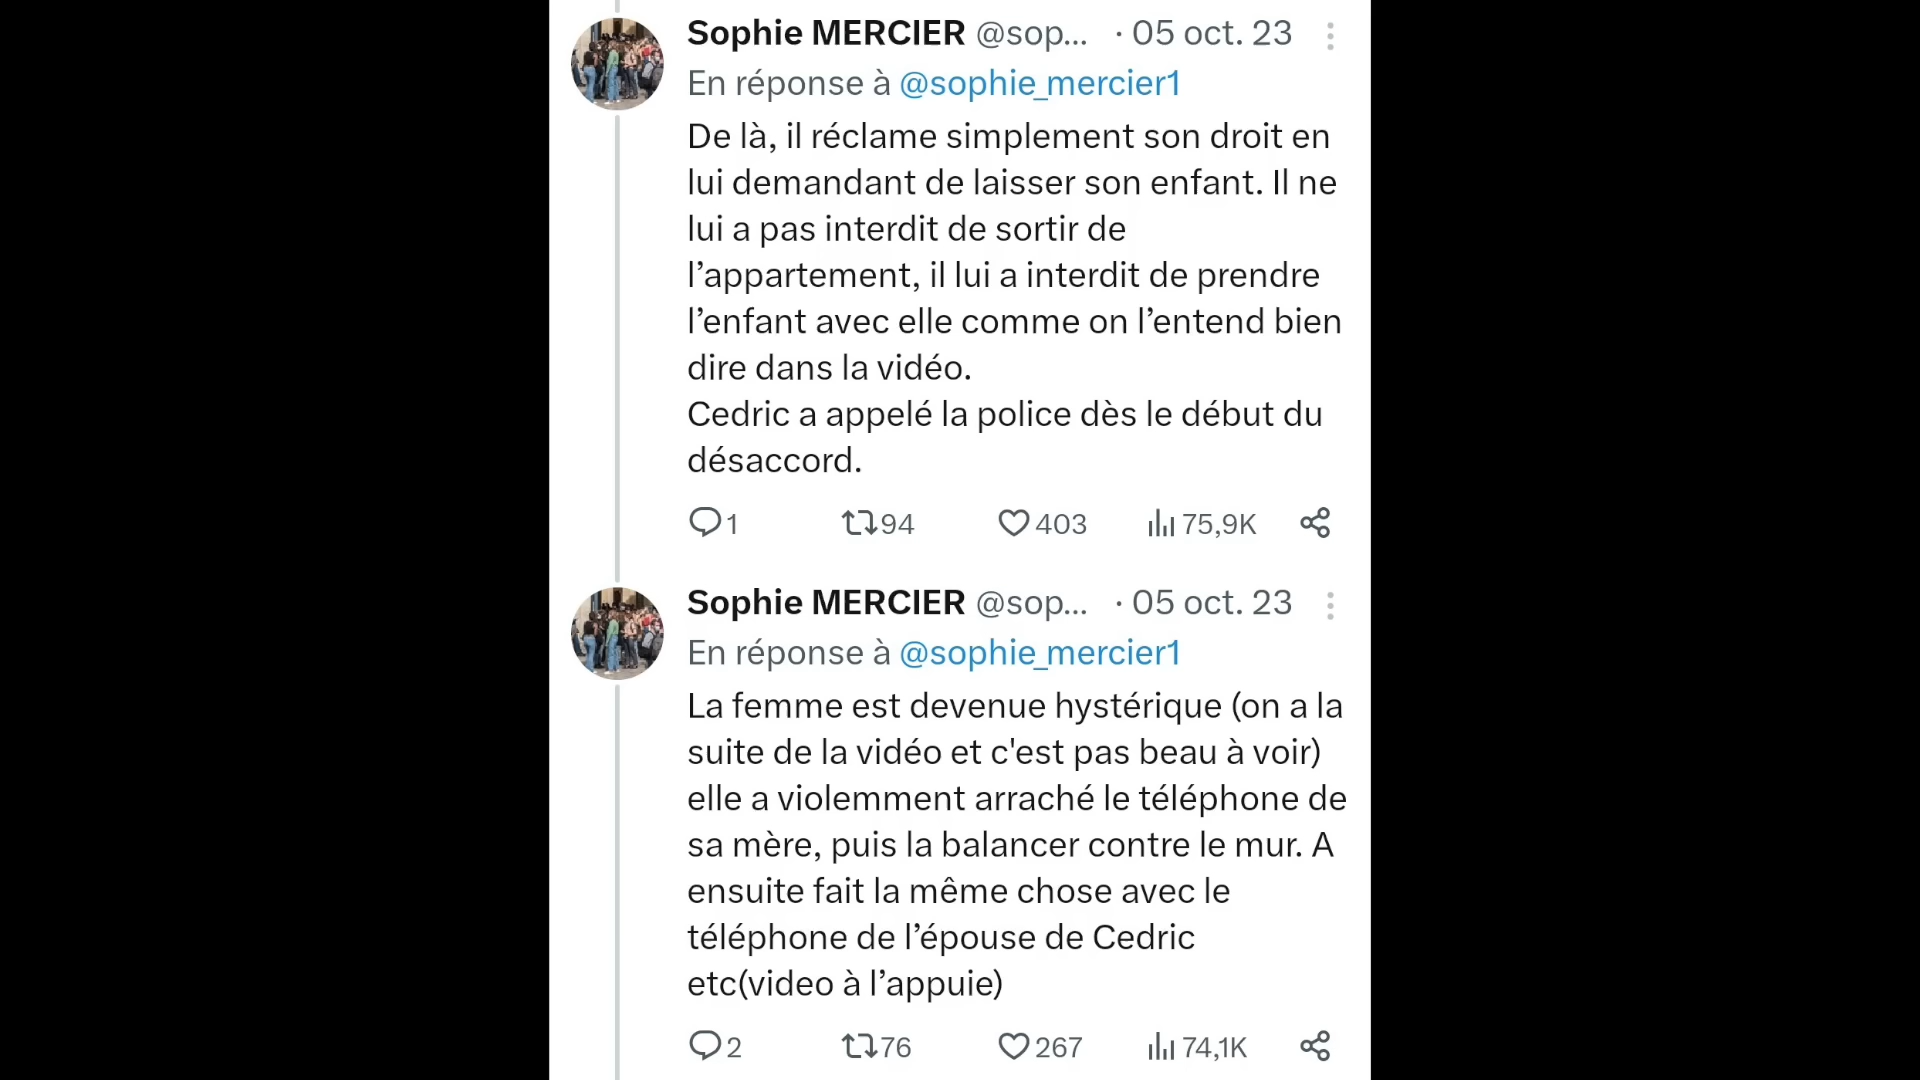 Sophie MERCIER @sop... · 05 oct. 23
En réponse à @sophie_mercier1
De là, il réclame simplement son droit en
lui demandant de laisser son enfant. Il ne
lui a pas interdit de sortir de
l’appartement, il lui a interdit de prendre
l’enfant avec elle comme on l’entend bien
dire dans la vidéo.
Cedric a appelé la police dès le début du
désaccord.
1 94 403 75,9K
Sophie MERCIER @sop... · 05 oct. 23
En réponse à @sophie_mercier1
La femme est devenue hystérique (on a la
suite de la vidéo et c'est pas beau à voir)
elle a violemment arraché le téléphone de
sa mère, puis la balancer contre le mur. A
ensuite fait la même chose avec le
téléphone de l’épouse de Cedric
etc(video à l’appuie)
2 76 267 74,1K